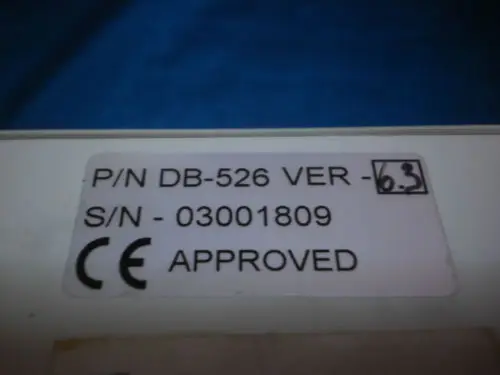 P/N DB-526 VER - 6.3
S/N - 03001809
CE APPROVED